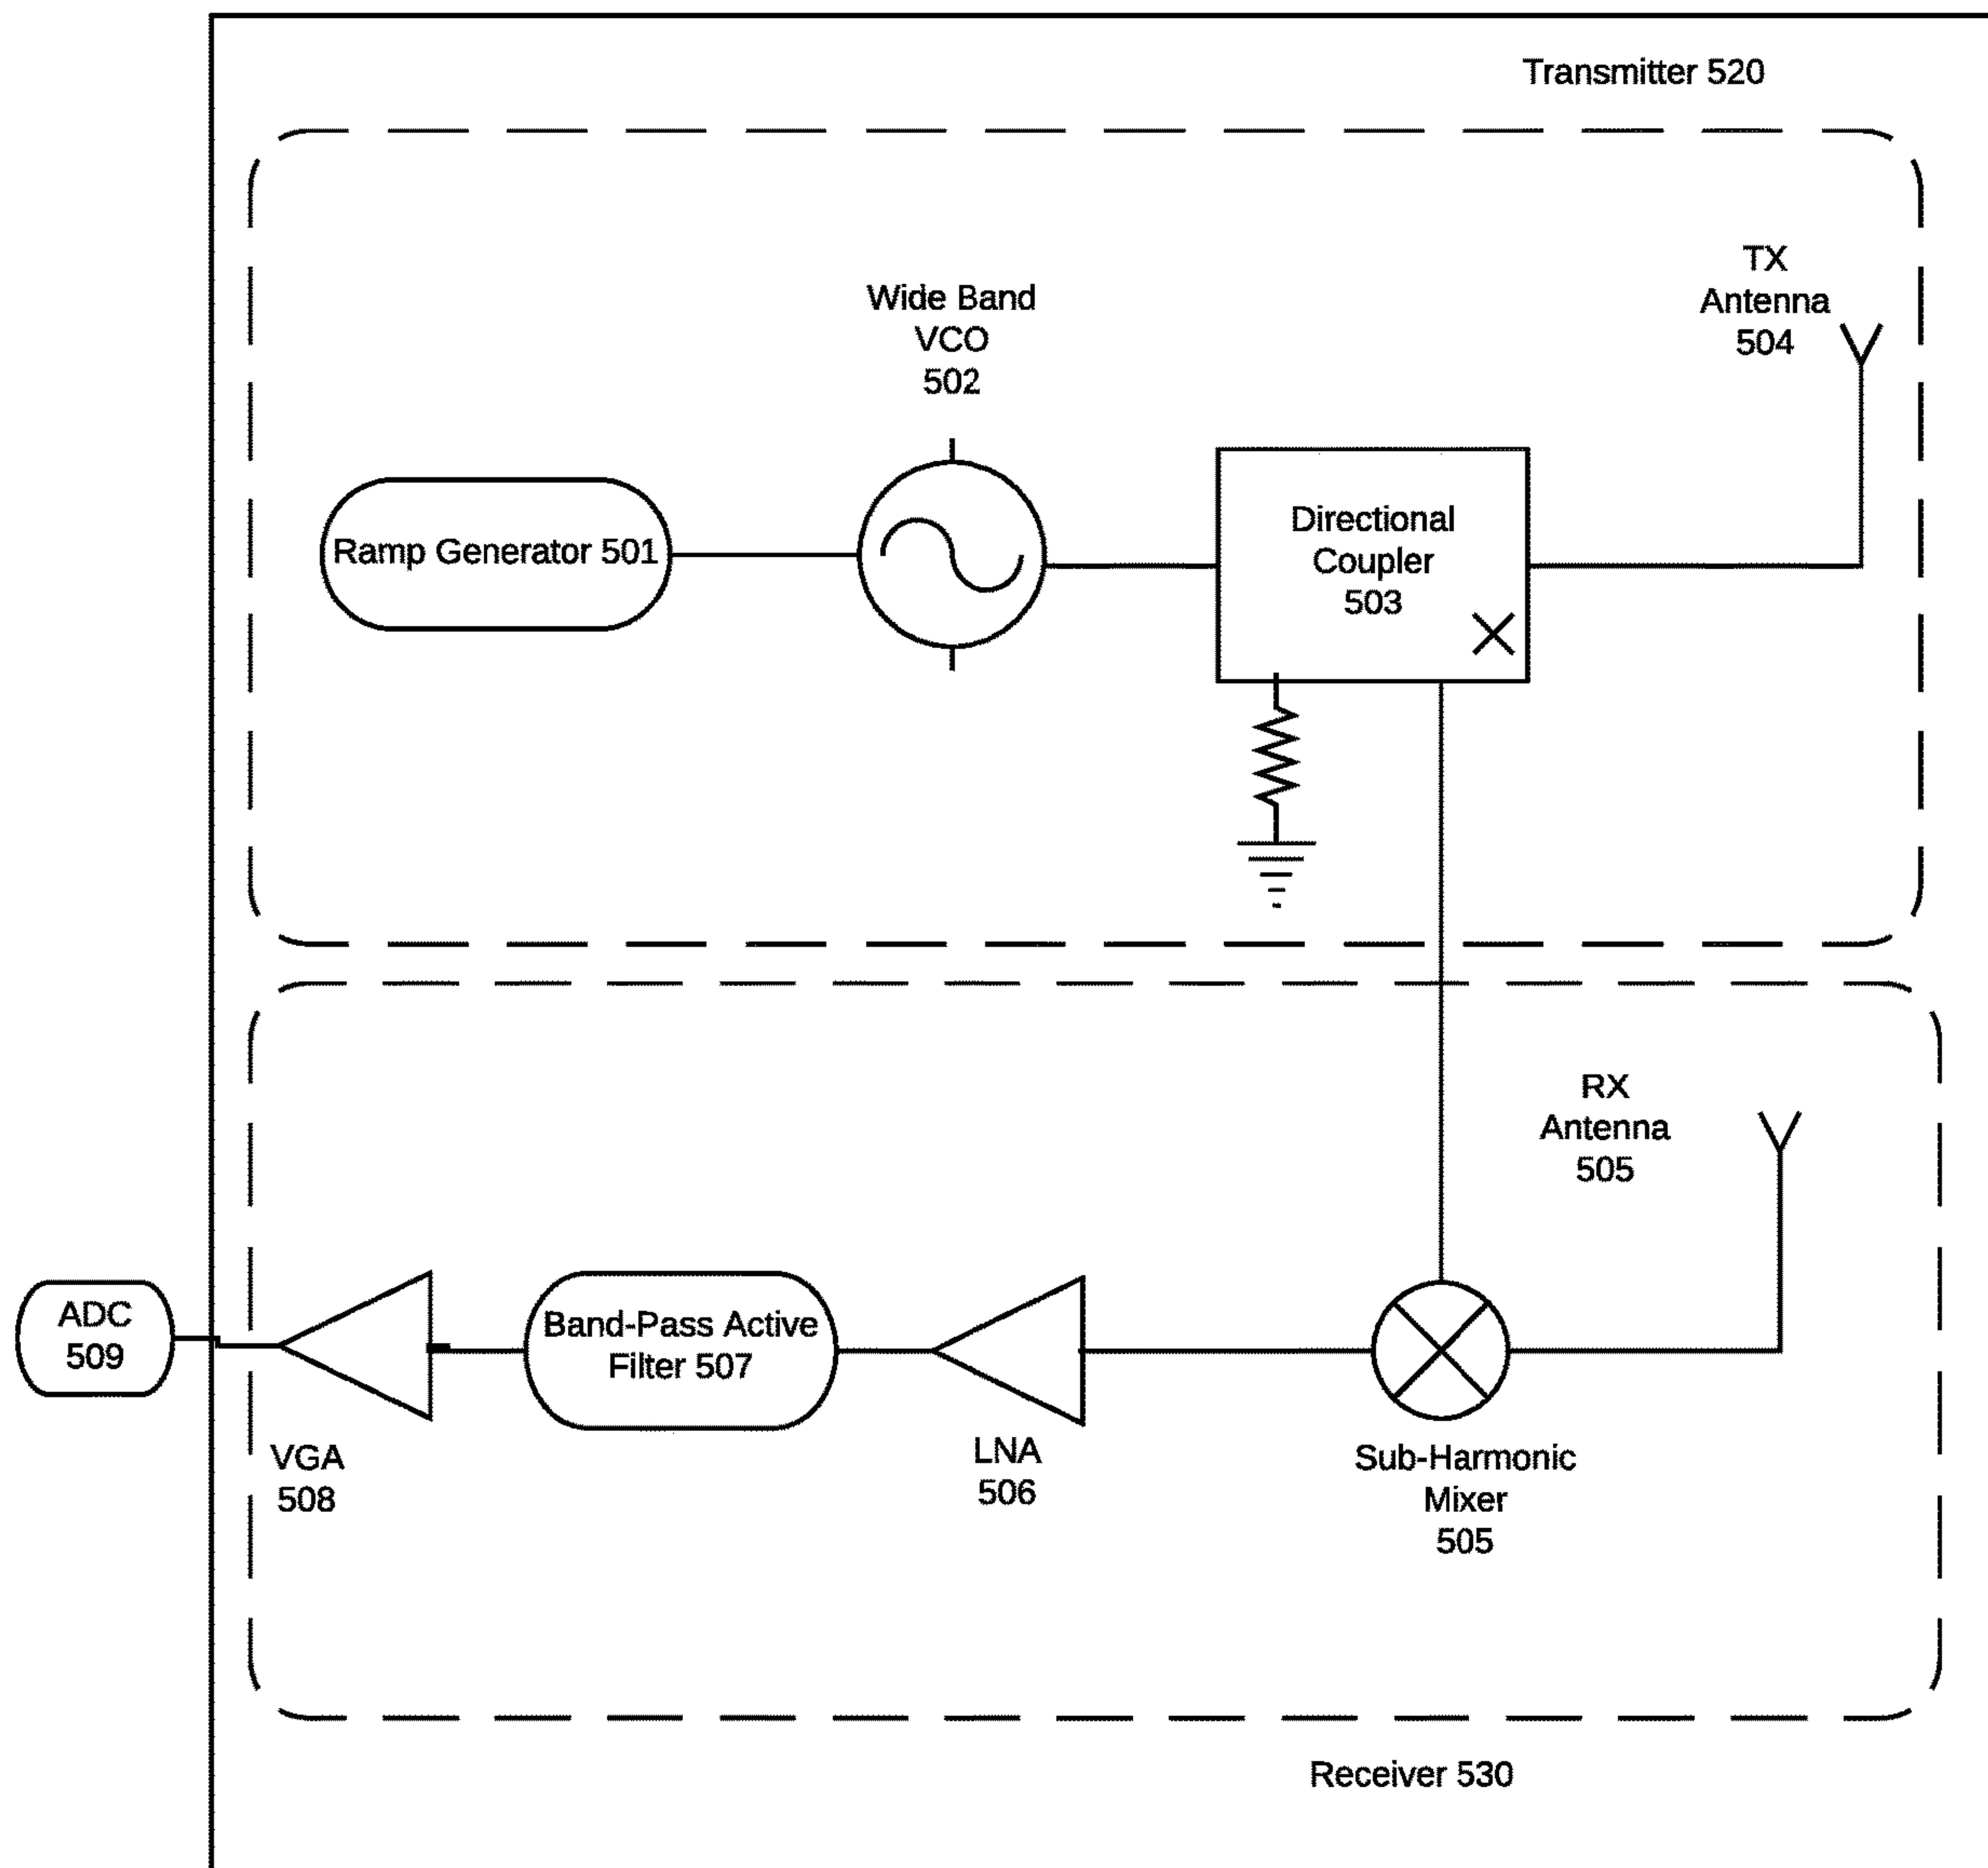 Transmitter 520
TX
Antenna
504
Wide Band
VCO
502
Ramp Generator 501
Directional
Coupler
503
RX
Antenna
505
ADC
509
Band-Pass Active
Filter 507
VGA
508
LNA
506
Sub-Harmonic
Mixer
505
Receiver 530